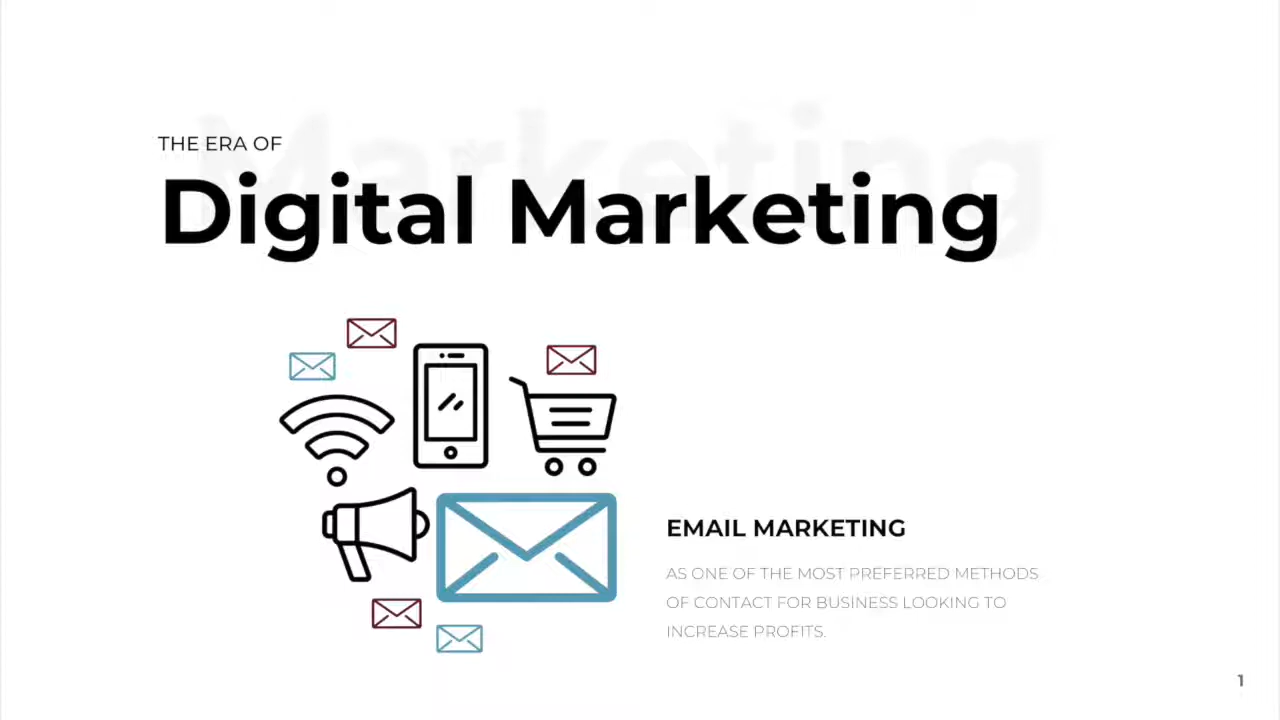 THE ERA OF
Marketing
Digital Marketing
EMAIL MARKETING
AS ONE OF THE MOST PREFERRED METHODS
OF CONTACT FOR BUSINESS LOOKING TO
INCREASE PROFITS.
1